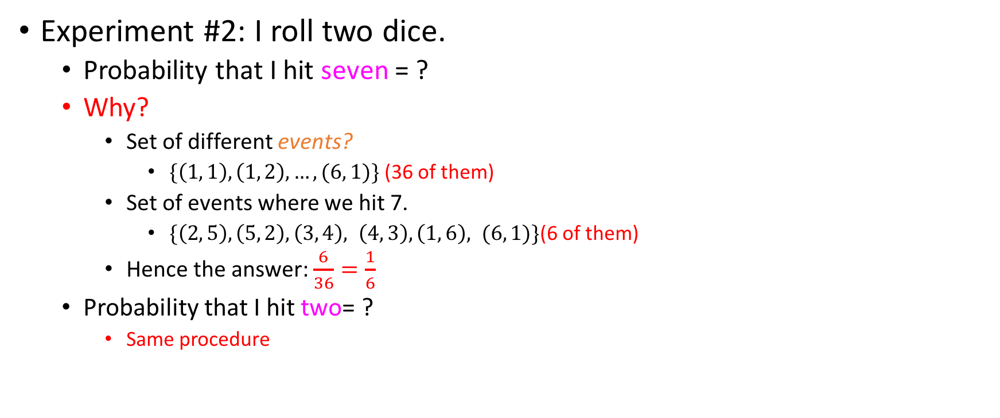 • Experiment #2: I roll two dice.
• Probability that I hit seven = ?
• Why?
• Set of different events?
• {(1, 1), (1, 2), … , (6, 1)} (36 of them)
• Set of events where we hit 7.
• {(2, 5), (5, 2), (3, 4), (4, 3), (1, 6), (6, 1)}(6 of them)
• Hence the answer: 6/36 = 1/6
• Probability that I hit two= ?
• Same procedure